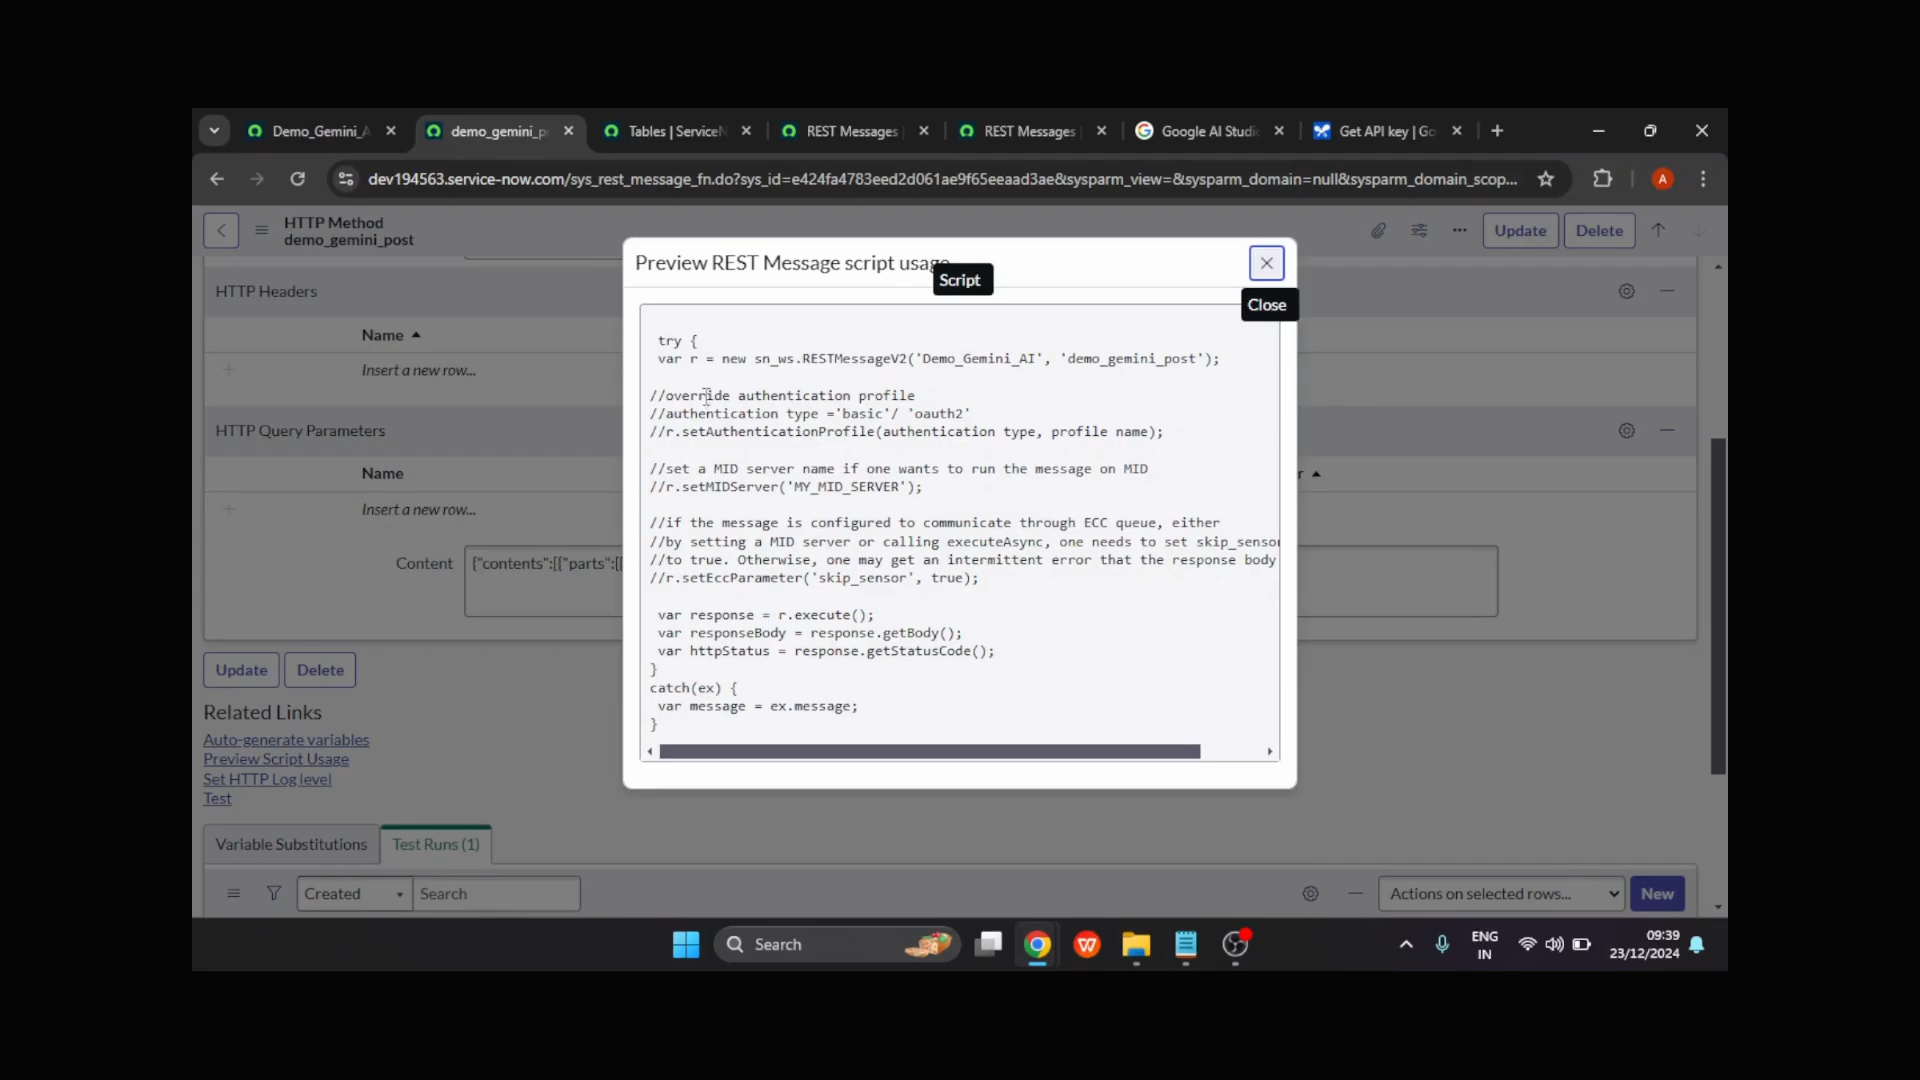 Demo_Gemini_A
demo_gemini_p
Tables | ServiceN
REST Messages
REST Messages
Google AI Studi
Get API key | Go
dev194563.service-now.com/sys_rest_message_fn.do?sys_id=e424fa4783eed2d061ae9f65eeaad3ae&sysparm_view=&sysparm_domain=null&sysparm_domain_scop...
A
HTTP Method
demo_gemini_post
Update
Delete
Preview REST Message script usage
Script
Close
HTTP Headers
Name
Insert a new row...
HTTP Query Parameters
Name
r
Insert a new row...
Content
{"contents":[{"parts":[{
try {
var r = new sn_ws.RESTMessageV2('Demo_Gemini_AI', 'demo_gemini_post');
//override authentication profile
//authentication type ='basic'/ 'oauth2'
//r.setAuthenticationProfile(authentication type, profile name);
//set a MID server name if one wants to run the message on MID
//r.setMIDServer('MY_MID_SERVER');
//if the message is configured to communicate through ECC queue, either
//by setting a MID server or calling executeAsync, one needs to set skip_sensor
//to true. Otherwise, one may get an intermittent error that the response body
//r.setEccParameter('skip_sensor', true);
var response = r.execute();
var responseBody = response.getBody();
var httpStatus = response.getStatusCode();
}
catch(ex) {
var message = ex.message;
}
Update
Delete
Related Links
Auto-generate variables
Preview Script Usage
Set HTTP Log level
Test
Variable Substitutions
Test Runs (1)
Created
Search
Actions on selected rows...
New
Search
ENG
IN
09:39
23/12/2024